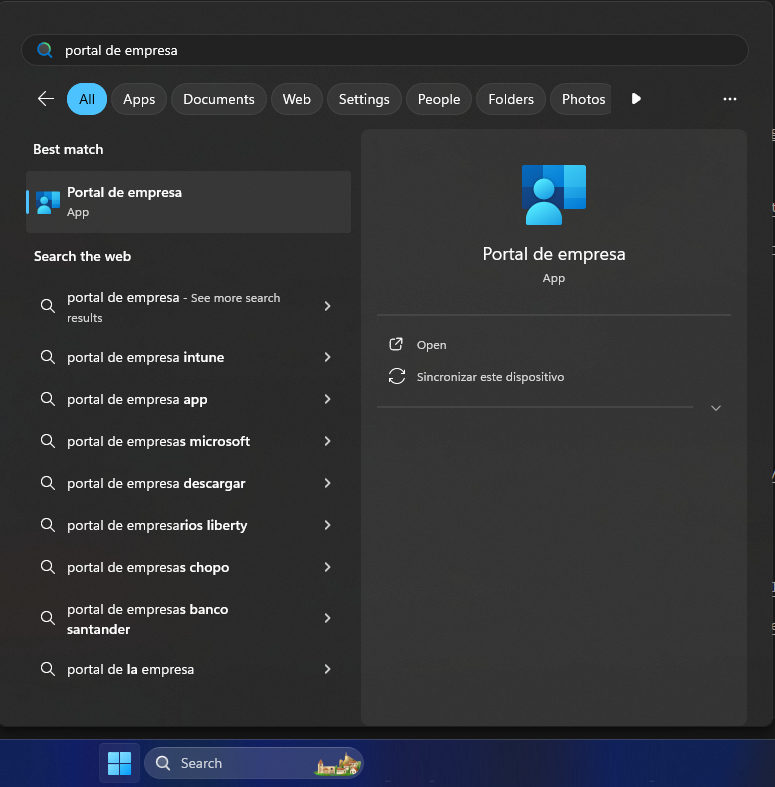 portal de empresa
All
Apps
Documents
Web
Settings
People
Folders
Photos
Best match
Portal de empresa
App
Search the web
portal de empresa - See more search
results
portal de empresa intune
portal de empresa app
portal de empresas microsoft
portal de empresa descargar
portal de empresarios liberty
portal de empresas chopo
portal de empresas banco
santander
portal de la empresa
Portal de empresa
App
Open
Sincronizar este dispositivo
Search